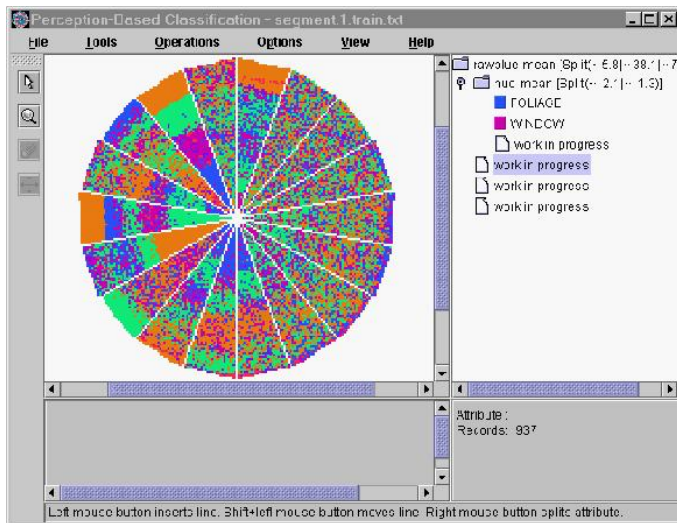 Perception-Based Classification - segment.1.train.txt
File Tools Operations Options View Help
FOLIAGE
WINDOW
work in progress
work in progress
work in progress
work in progress
Attribute:
Records: 937
Left mouse button inserts line. Shift+left mouse button moves line. Right mouse button splits attribute.